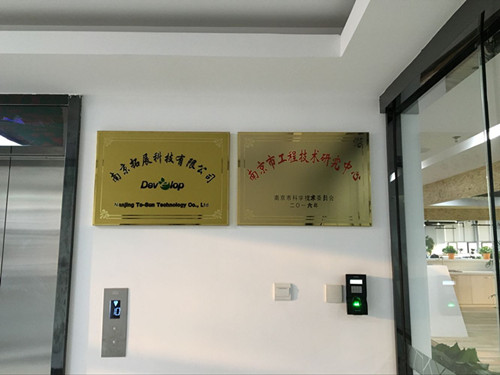 南京拓展科技有限公司
Develop
Nanjing To-Sun Technology Co., Ltd
南京市工程技术研究中心
南京市科学技术委员会
二〇一六年